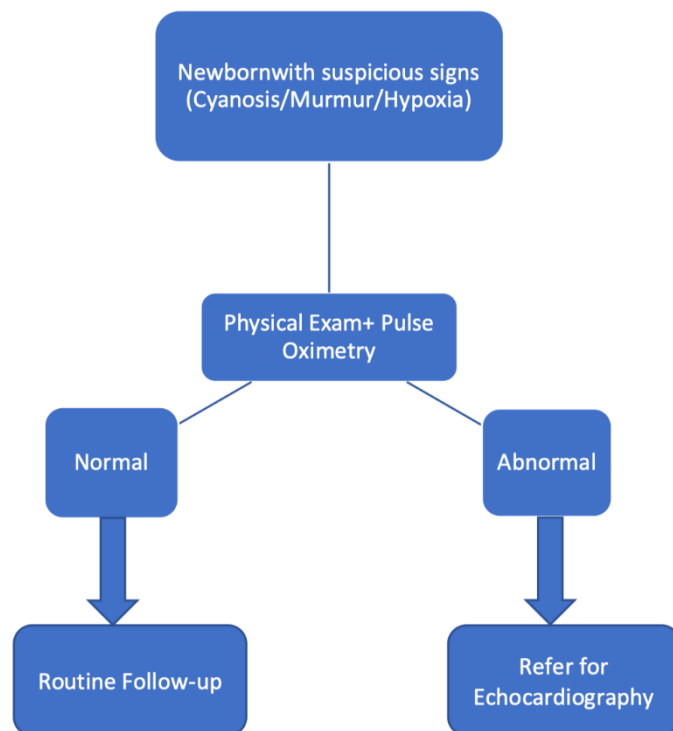 Newbornwith suspicious signs
(Cyanosis/Murmur/Hypoxia)
Physical Exam+ Pulse
Oximetry
Normal
Abnormal
Routine Follow-up
Refer for
Echocardiography